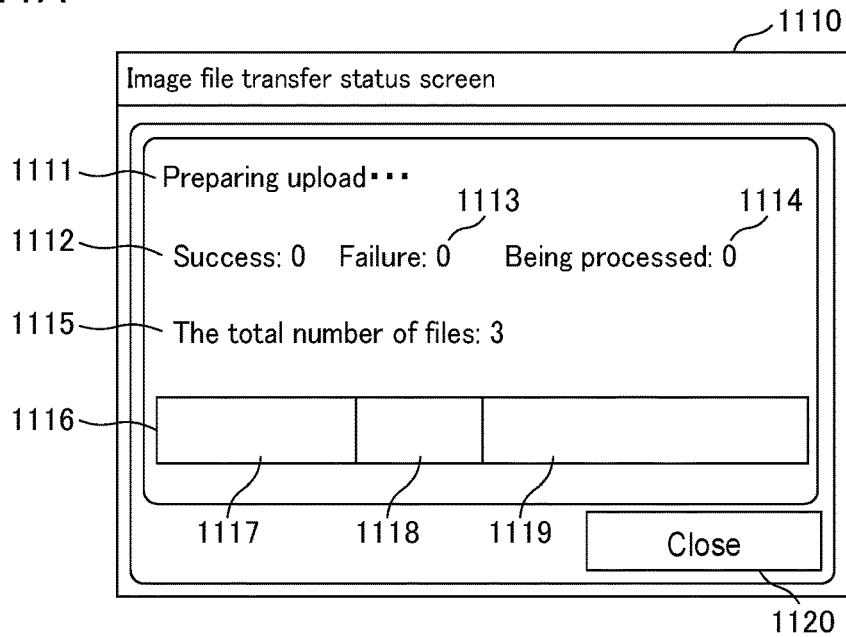 1110
Image file transfer status screen
1111 Preparing upload･･･
1113 1114
1112 Success: 0 Failure: 0 Being processed: 0
1115 The total number of files: 3
1116
1117 1118 1119
Close
1120